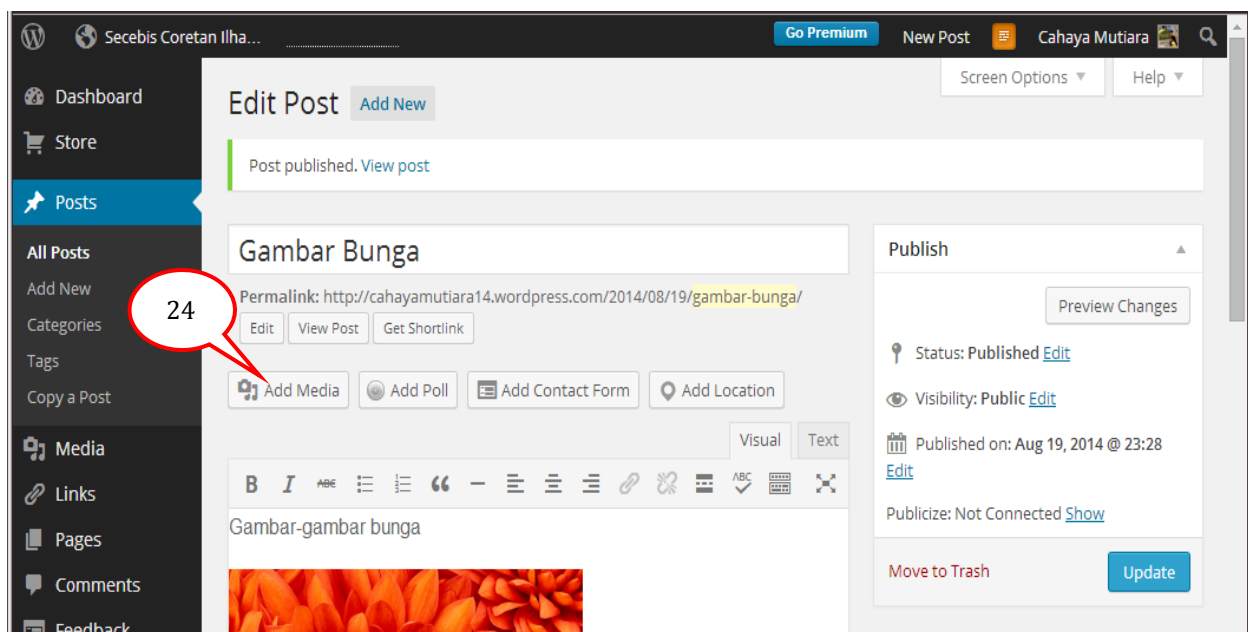 Secebis Coretan Ilha...
Go Premium
New Post
Cahaya Mutiara
Screen Options
Help
Dashboard
Store
Posts
All Posts
Add New
Categories
Tags
Copy a Post
Media
Links
Pages
Comments
Feedback
Edit Post Add New
Post published. View post
Gambar Bunga
Permalink: http://cahayamutiara14.wordpress.com/2014/08/19/gambar-bunga/
Edit View Post Get Shortlink
24
Add Media Add Poll Add Contact Form Add Location
Visual Text
B I ABC ABC
Gambar-gambar bunga
Publish
Preview Changes
Status: Published Edit
Visibility: Public Edit
Published on: Aug 19, 2014 @ 23:28
Edit
Publicize: Not Connected Show
Move to Trash Update